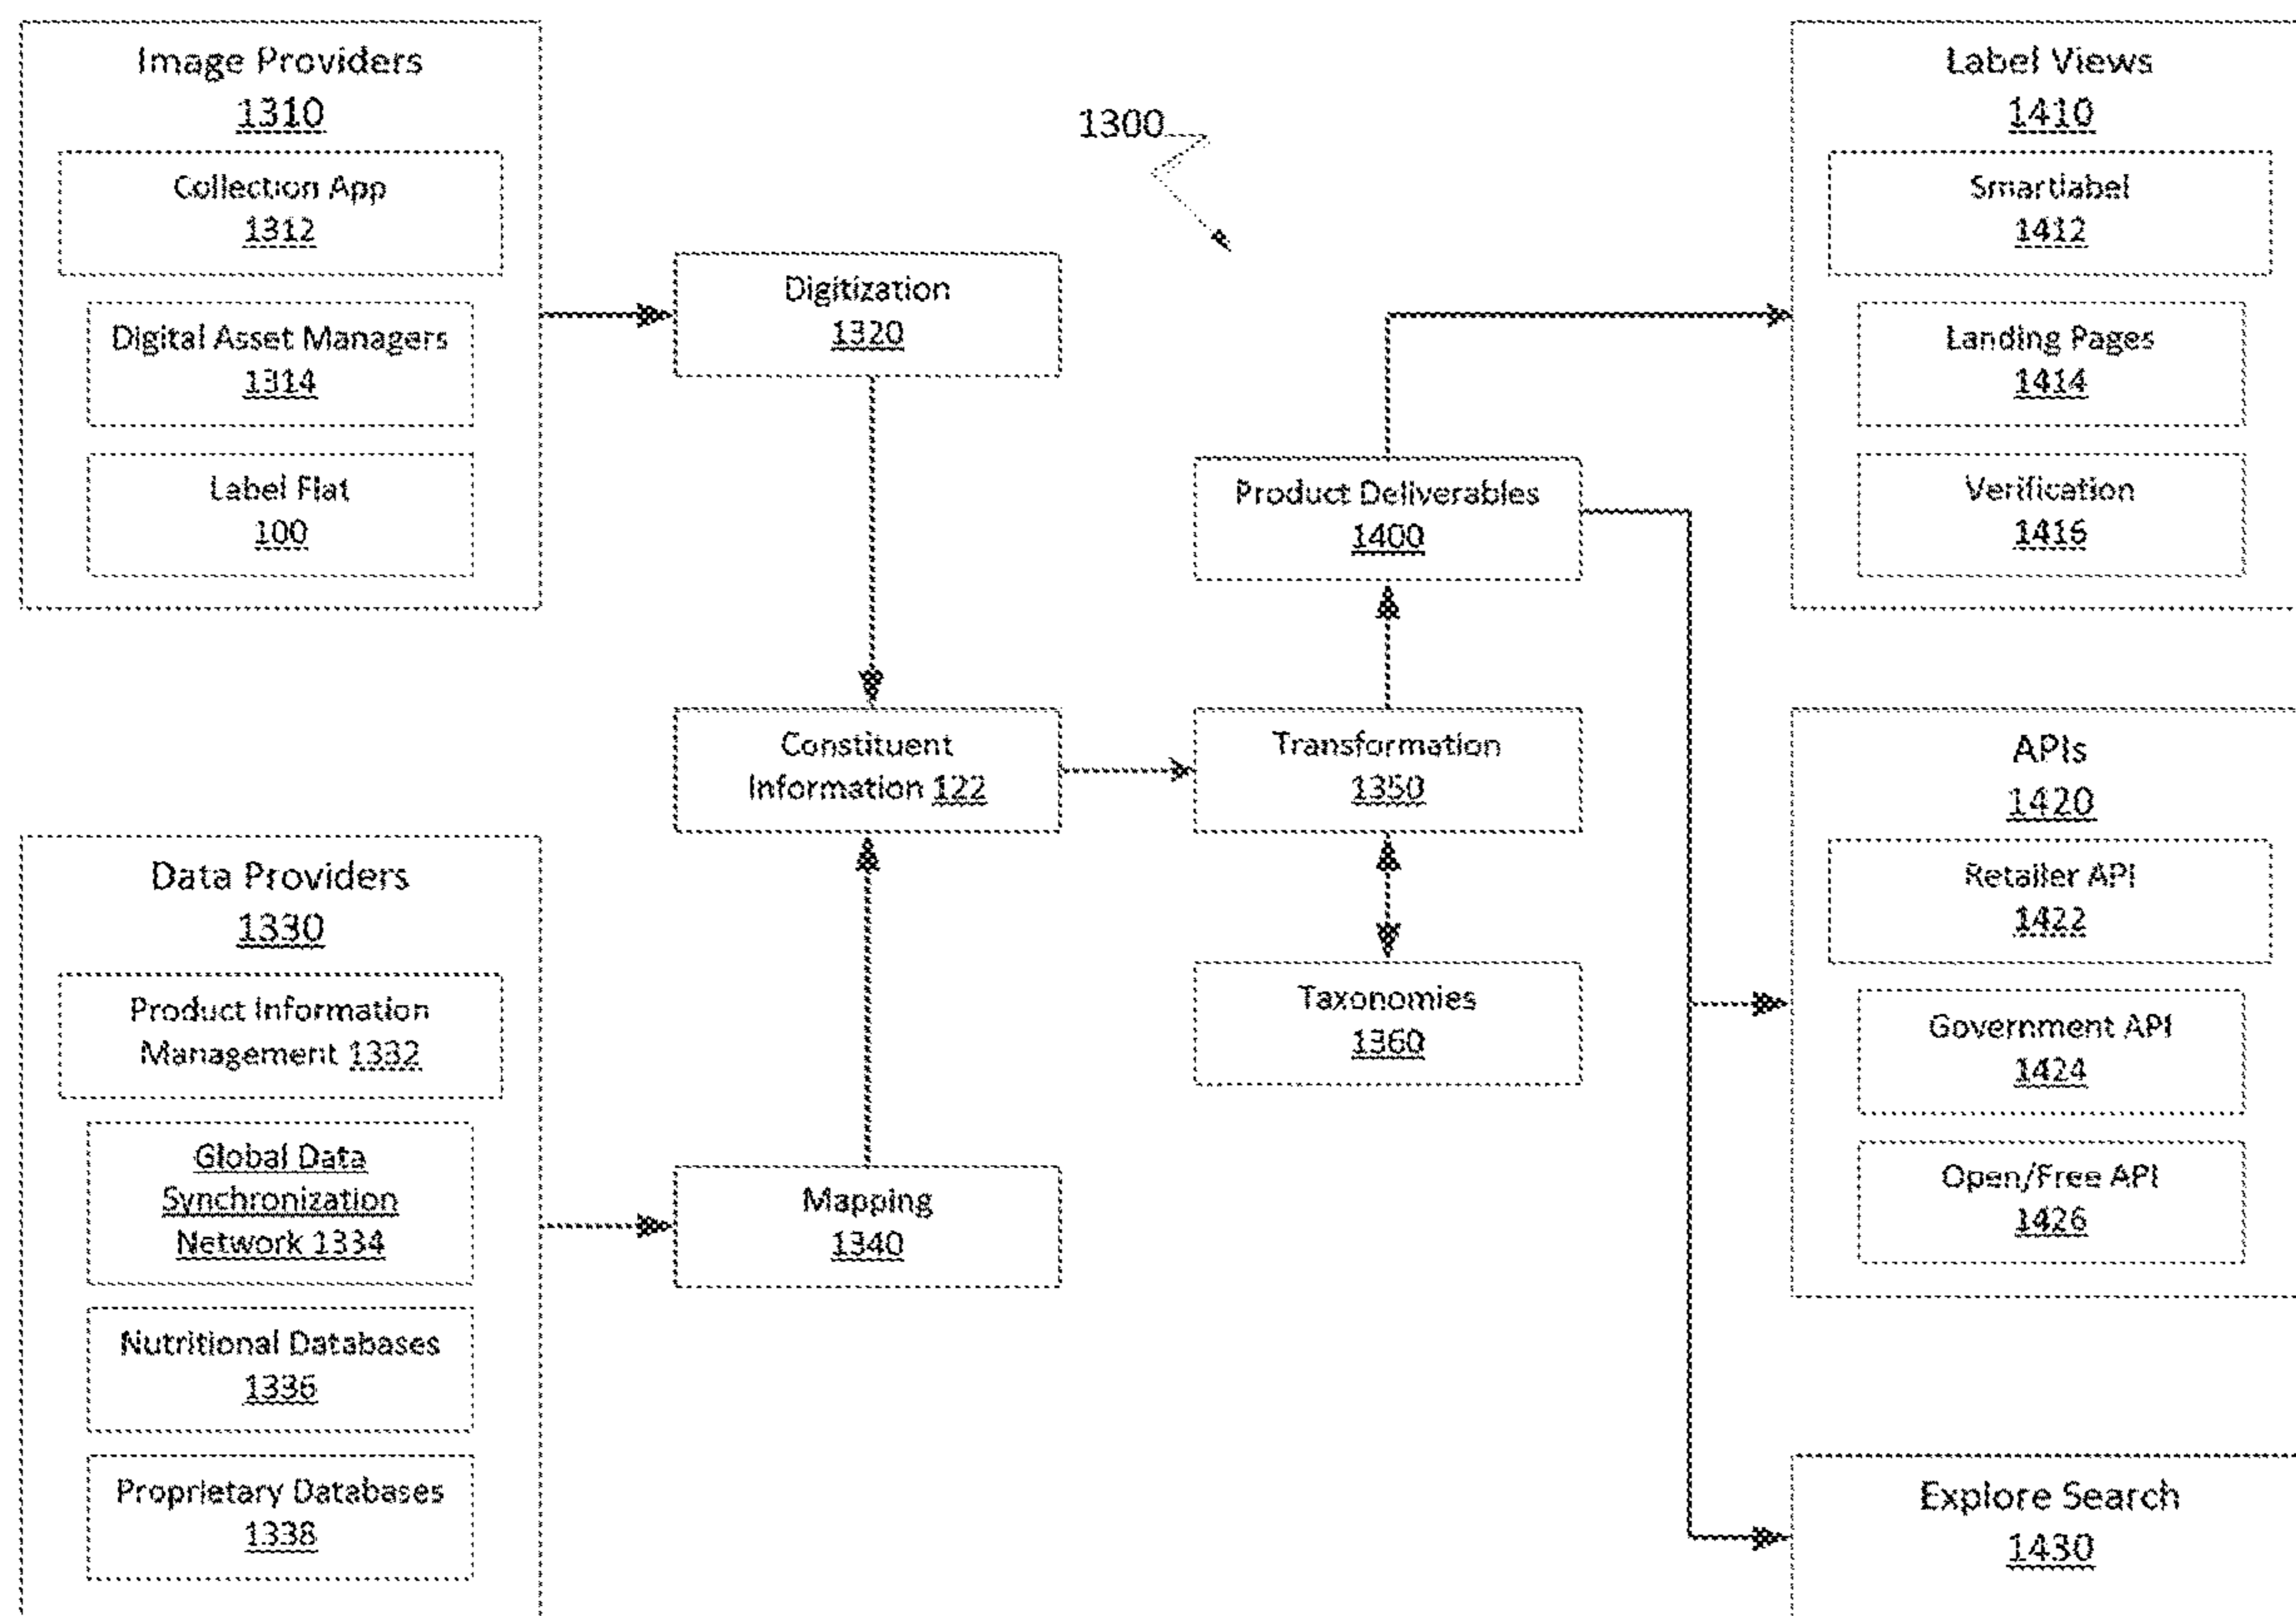 Image Providers
1310
Collection App
1312
Digital Asset Managers
1314
Label Flat
100
Data Providers
1330
Product Information
Management 1332
Global Data
Synchronization
Network 1334
Nutritional Databases
1336
Proprietary Databases
1338
Digitization
1320
Constituent
Information 122
Mapping
1340
1300
Product Deliverables
1400
Transformation
1350
Taxonomies
1360
Label Views
1410
Smartlabel
1412
Landing Pages
1414
Verification
1416
APIs
1420
Retailer API
1422
Government API
1424
Open/Free API
1426
Explore Search
1430